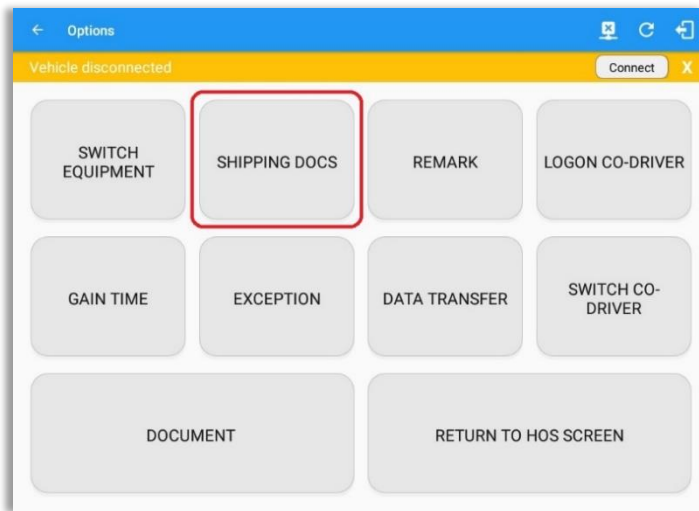 Options
Vehicle disconnected
Connect X
SWITCH
EQUIPMENT
SHIPPING DOCS
REMARK
LOGON CO-DRIVER
GAIN TIME
EXCEPTION
DATA TRANSFER
SWITCH CO-
DRIVER
DOCUMENT
RETURN TO HOS SCREEN